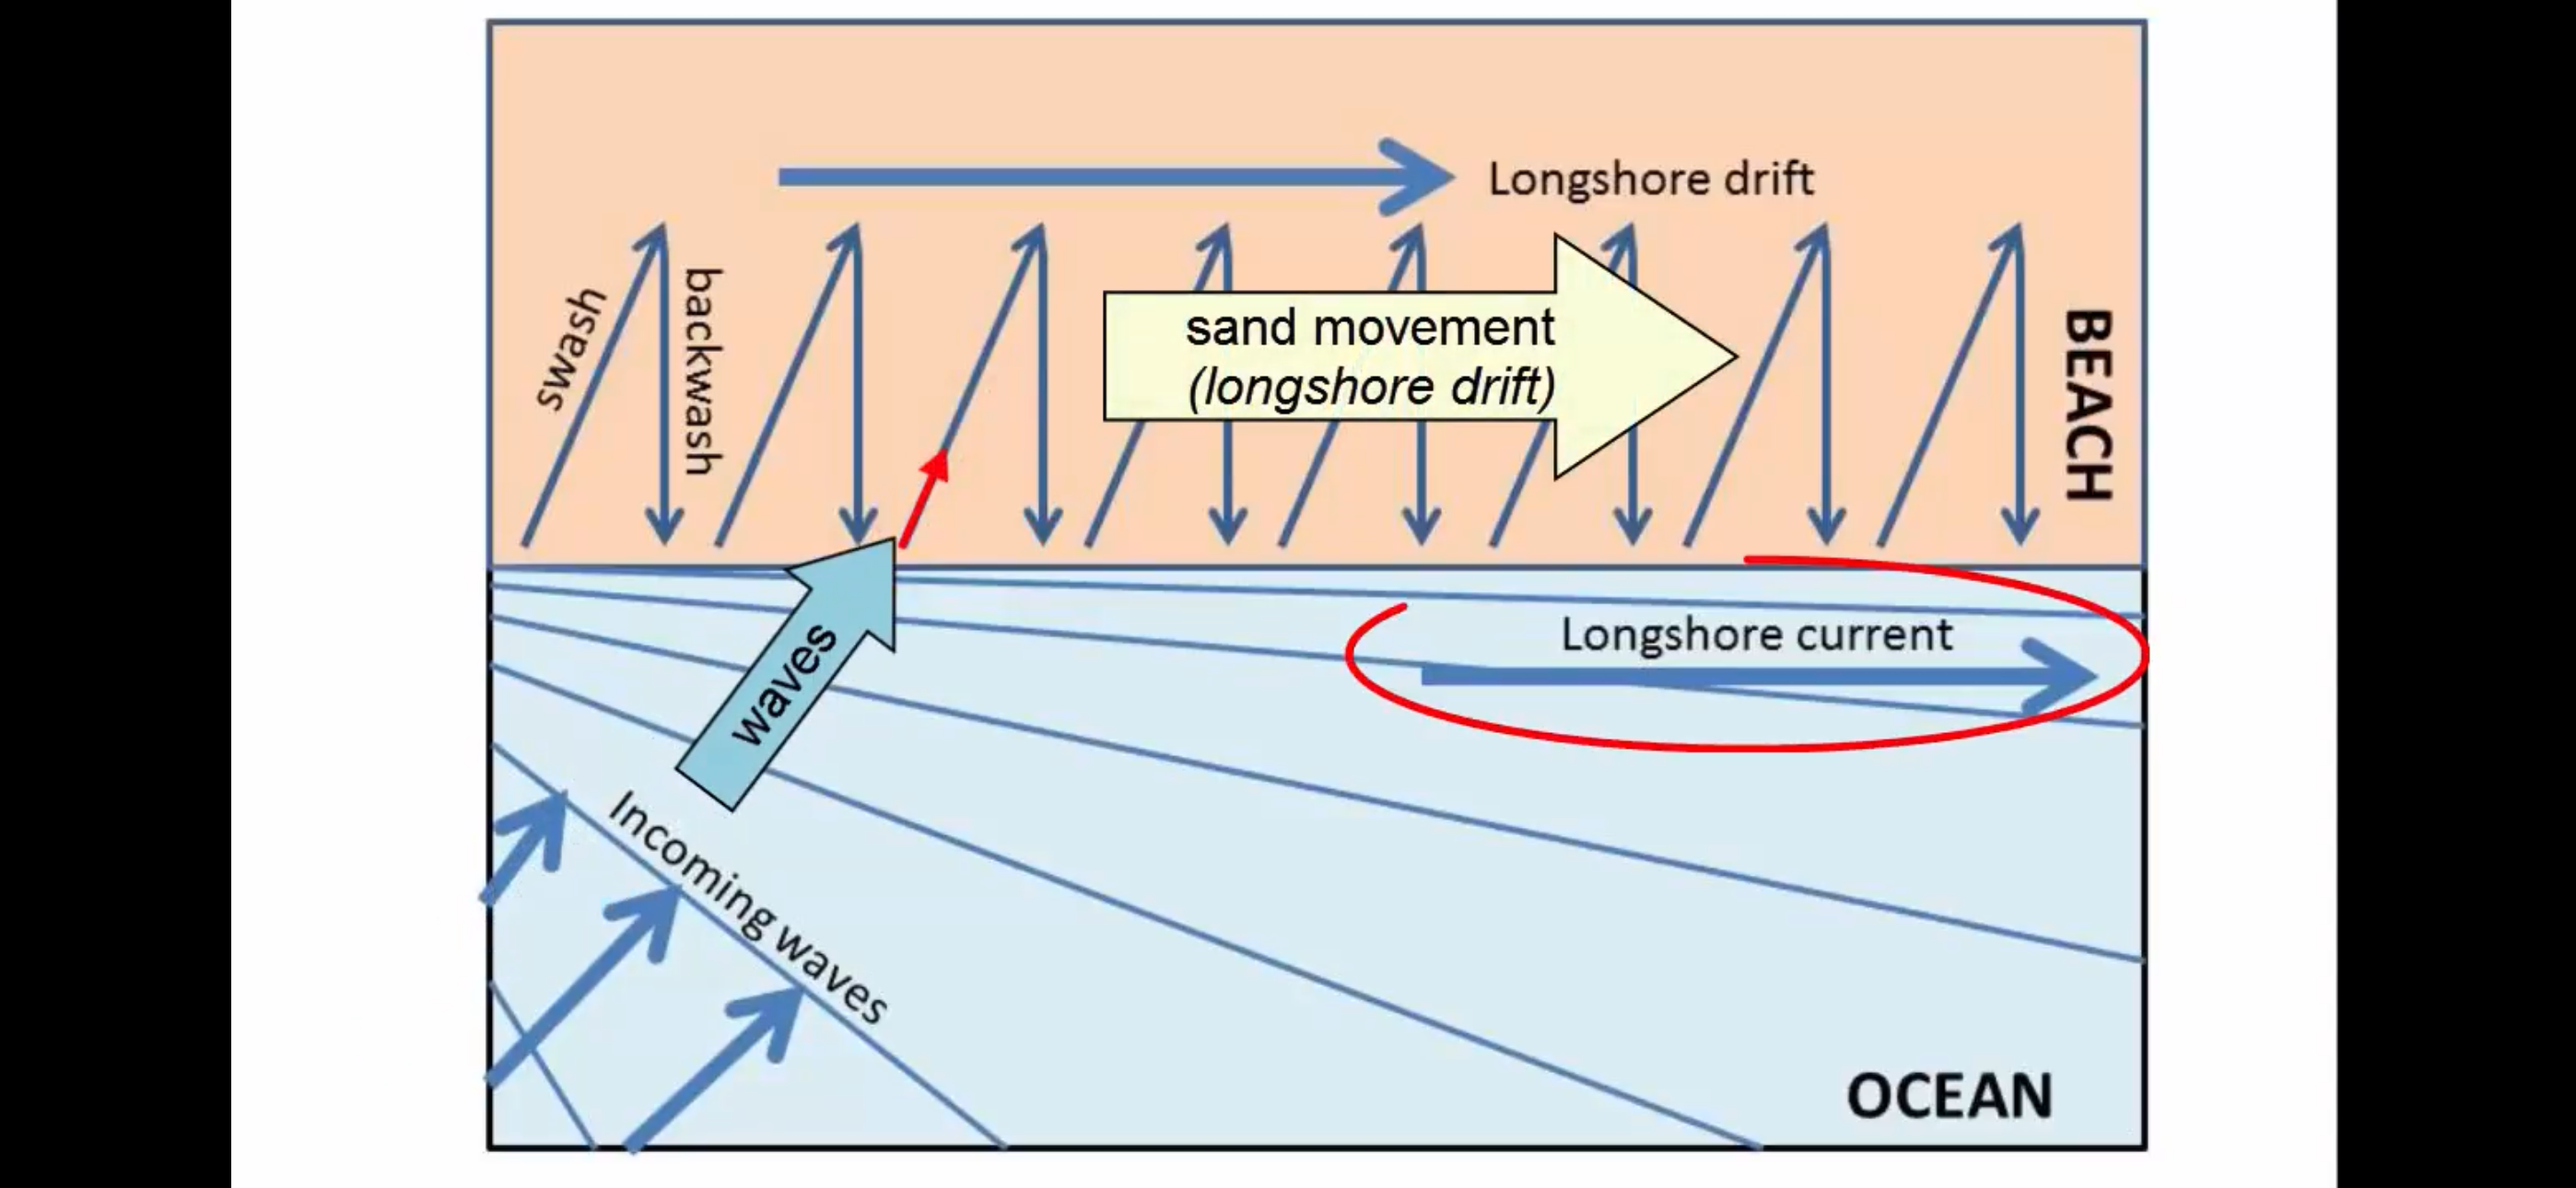 Longshore drift
swash
backwash
sand movement
(longshore drift)
BEACH
Longshore current
waves
Incoming waves
OCEAN